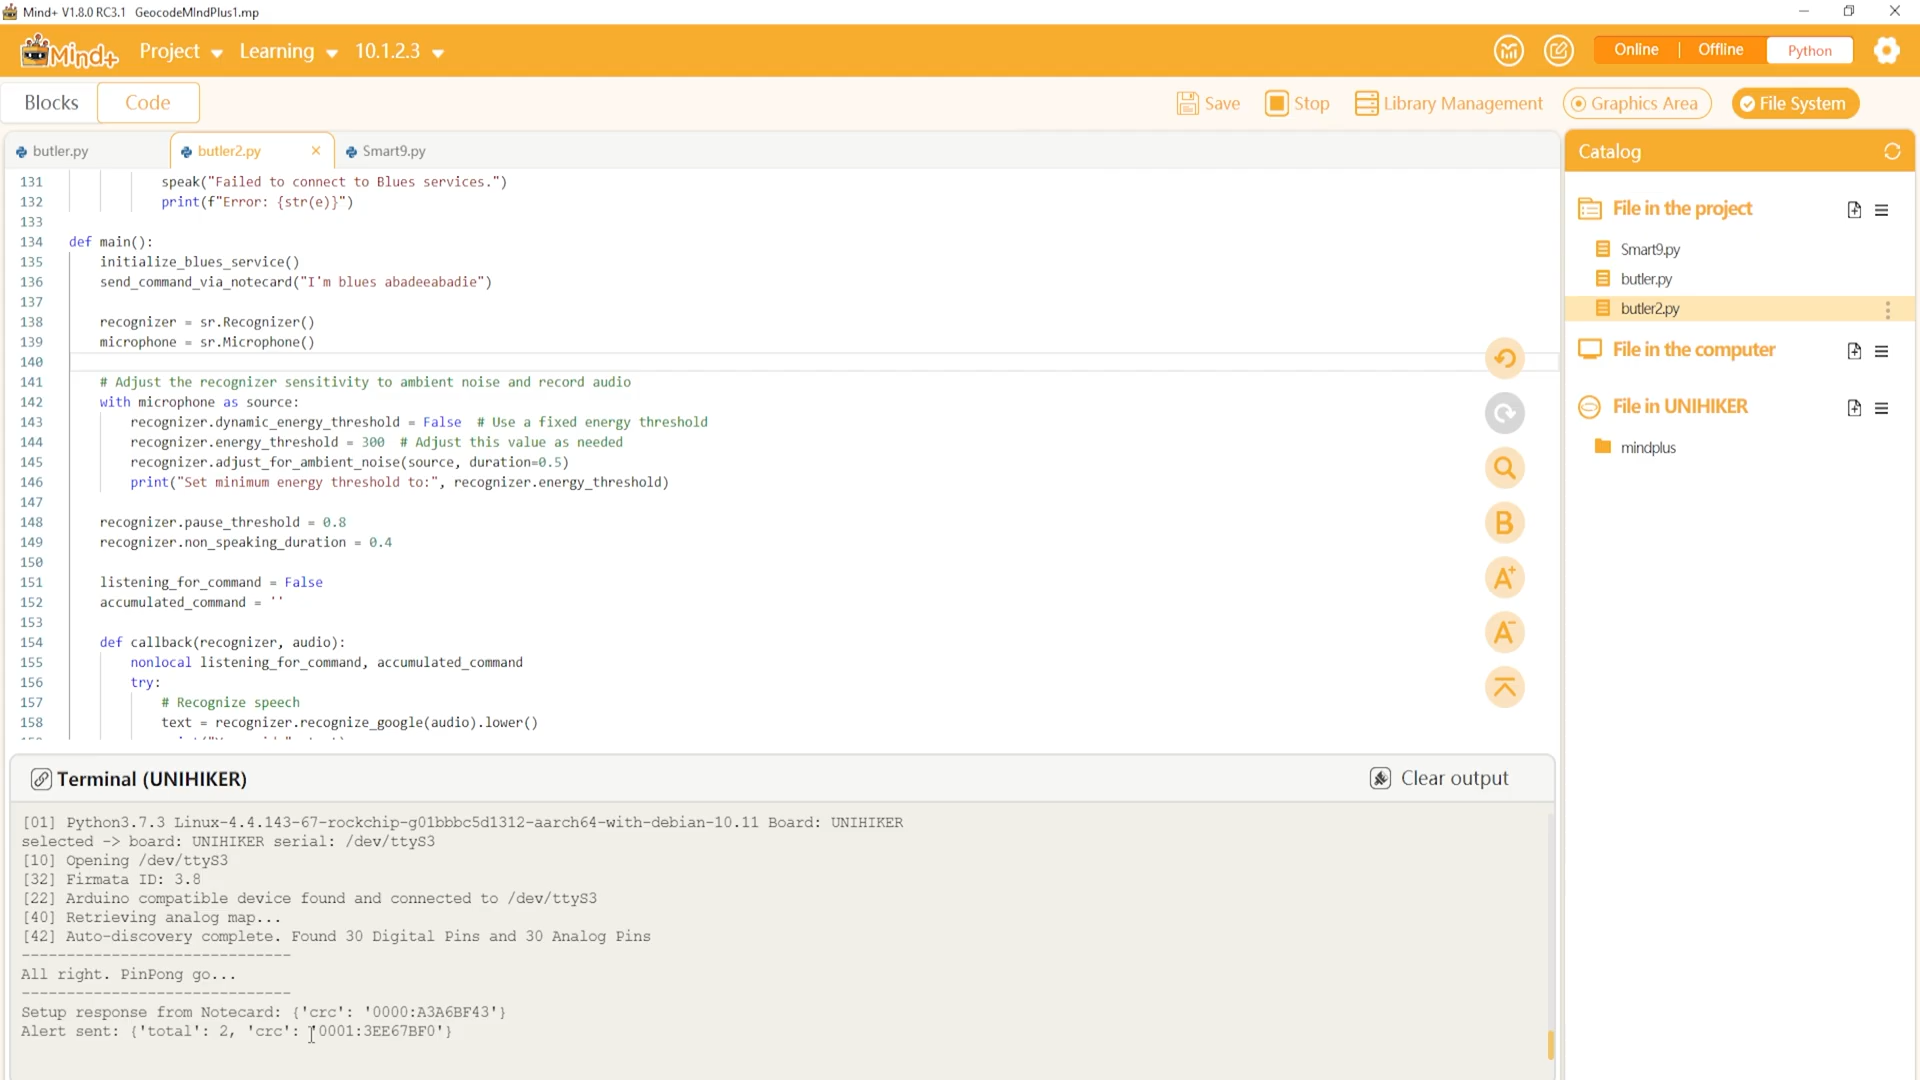 Mind+ V1.8.0 RC3.1   GeocodeMIndPlus1.mp
Mind+ Project Learning 10.1.2.3 Online Offline Python
Blocks Code Save Stop Library Management Graphics Area File System
butler.py butler2.py × Smart9.py
131 speak("Failed to connect to Blues services.")
132 print(f"Error: {str(e)}")
133
134 def main():
135 initialize_blues_service()
136 send_command_via_notecard("I'm blues abadeeabadie")
137
138 recognizer = sr.Recognizer()
139 microphone = sr.Microphone()
140
141 # Adjust the recognizer sensitivity to ambient noise and record audio
142 with microphone as source:
143 recognizer.dynamic_energy_threshold = False  # Use a fixed energy threshold
144 recognizer.energy_threshold = 300  # Adjust this value as needed
145 recognizer.adjust_for_ambient_noise(source, duration=0.5)
146 print("Set minimum energy threshold to:", recognizer.energy_threshold)
147
148 recognizer.pause_threshold = 0.8
149 recognizer.non_speaking_duration = 0.4
150
151 listening_for_command = False
152 accumulated_command = ''
153
154 def callback(recognizer, audio):
155 nonlocal listening_for_command, accumulated_command
156 try:
157 # Recognize speech
158 text = recognizer.recognize_google(audio).lower()
B
A+
A-
Catalog
File in the project
Smart9.py
butler.py
butler2.py
File in the computer
File in UNIHIKER
mindplus
Terminal (UNIHIKER) Clear output
[01] Python3.7.3 Linux-4.4.143-67-rockchip-g01bbbc5d1312-aarch64-with-debian-10.11 Board: UNIHIKER
selected -> board: UNIHIKER serial: /dev/ttyS3
[10] Opening /dev/ttyS3
[32] Firmata ID: 3.8
[22] Arduino compatible device found and connected to /dev/ttyS3
[40] Retrieving analog map...
[42] Auto-discovery complete. Found 30 Digital Pins and 30 Analog Pins
------------------------------
All right. PinPong go...
------------------------------
Setup response from Notecard: {'crc': '0000:A3A6BF43'}
Alert sent: {'total': 2, 'crc': '0001:3EE67BF0'}